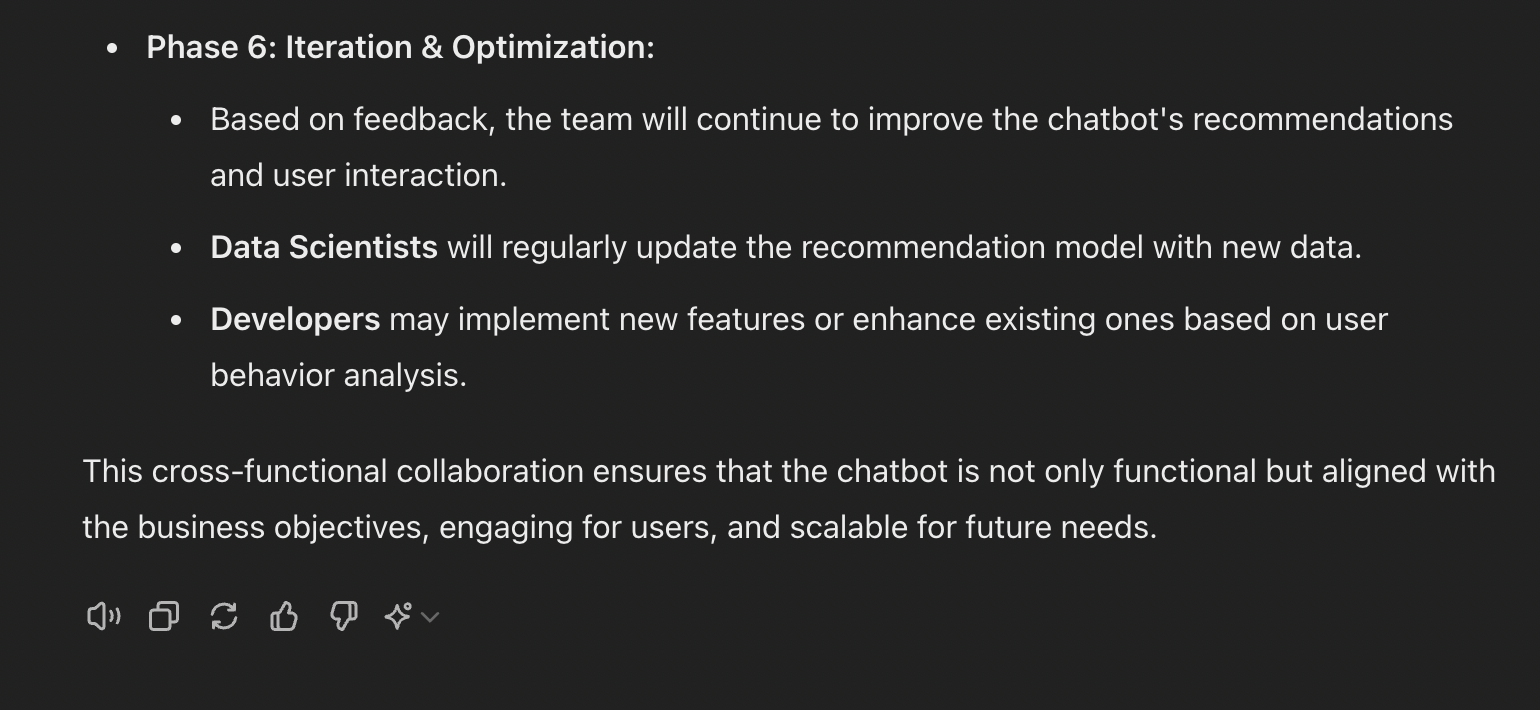 • Phase 6: Iteration & Optimization:
• Based on feedback, the team will continue to improve the chatbot's recommendations
and user interaction.
• Data Scientists will regularly update the recommendation model with new data.
• Developers may implement new features or enhance existing ones based on user
behavior analysis.
This cross-functional collaboration ensures that the chatbot is not only functional but aligned with
the business objectives, engaging for users, and scalable for future needs.